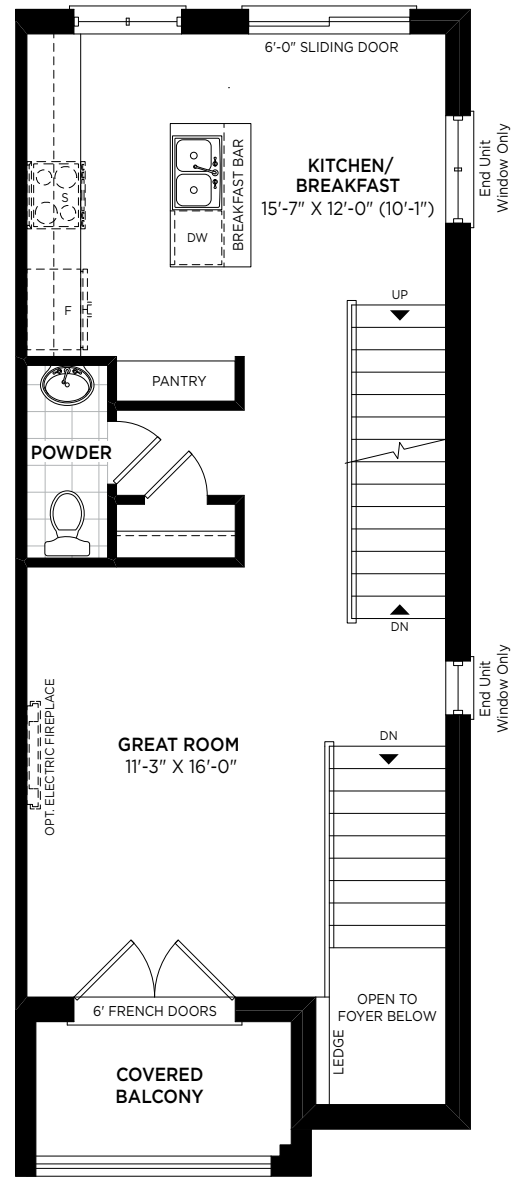 6'-0" SLIDING DOOR
KITCHEN/
BREAKFAST
15'-7" X 12'-0" (10'-1")
BREAKFAST BAR
DW
S
F
End Unit
Window Only
UP
PANTRY
POWDER
DN
End Unit
Window Only
OPT. ELECTRIC FIREPLACE
GREAT ROOM
11'-3" X 16'-0"
DN
6' FRENCH DOORS
OPEN TO
FOYER BELOW
LEDGE
COVERED
BALCONY